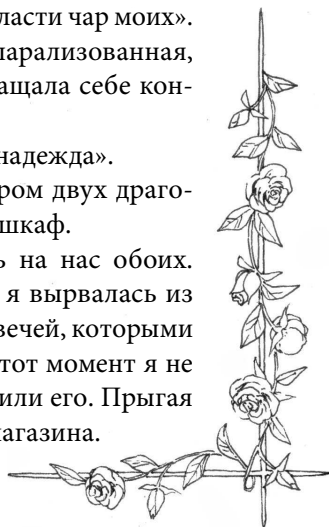 ласти чар моих».
парализованная,
ащала себе кон-
надежда».
ром двух драго-
шкаф.
ь на нас обоих.
я вырвалась из
вечей, которыми
тот момент я не
или его. Прыгая
агазина.